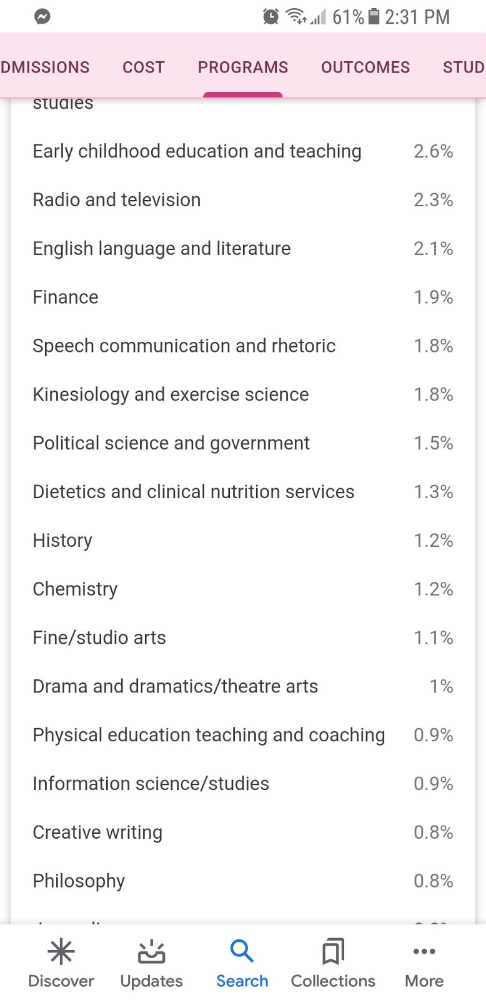 61% 2:31 PM
DMISSIONS COST PROGRAMS OUTCOMES STUD
studies
Early childhood education and teaching 2.6%
Radio and television 2.3%
English language and literature 2.1%
Finance 1.9%
Speech communication and rhetoric 1.8%
Kinesiology and exercise science 1.8%
Political science and government 1.5%
Dietetics and clinical nutrition services 1.3%
History 1.2%
Chemistry 1.2%
Fine/studio arts 1.1%
Drama and dramatics/theatre arts 1%
Physical education teaching and coaching 0.9%
Information science/studies 0.9%
Creative writing 0.8%
Philosophy 0.8%
Discover Updates Search Collections More